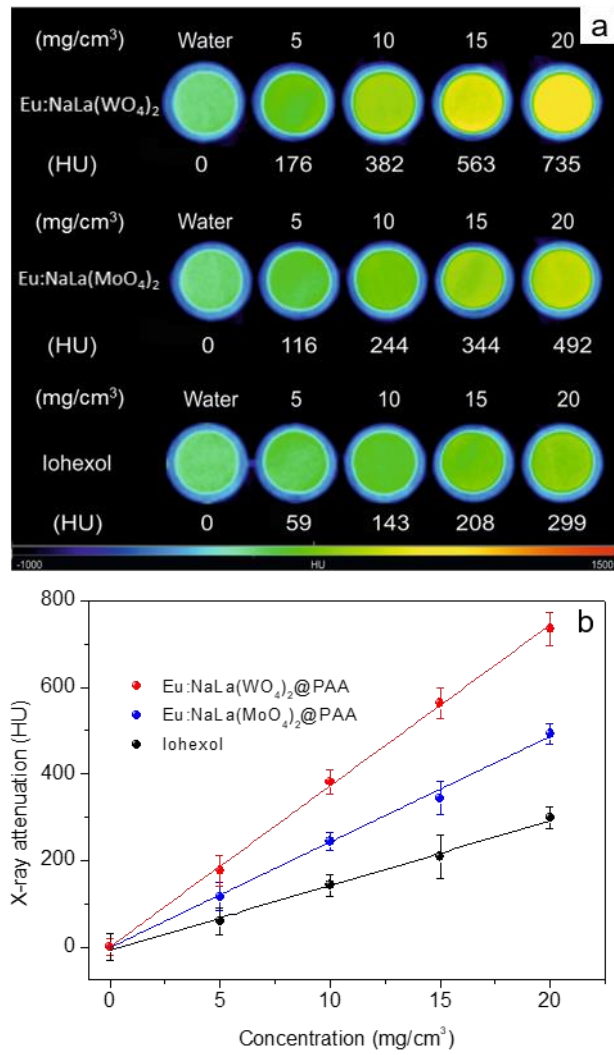 a
(mg/cm³) Water 5 10 15 20
Eu:NaLa(WO₄)₂
(HU) 0 176 382 563 735
(mg/cm³) Water 5 10 15 20
Eu:NaLa(MoO₄)₂
(HU) 0 116 244 344 492
(mg/cm³) Water 5 10 15 20
Iohexol
(HU) 0 59 143 208 299
-1000 HU 1500
b
800
600
400
200
0
X-ray attenuation (HU)
Eu:NaLa(WO₄)₂@PAA
Eu:NaLa(MoO₄)₂@PAA
Iohexol
0 5 10 15 20
Concentration (mg/cm³)